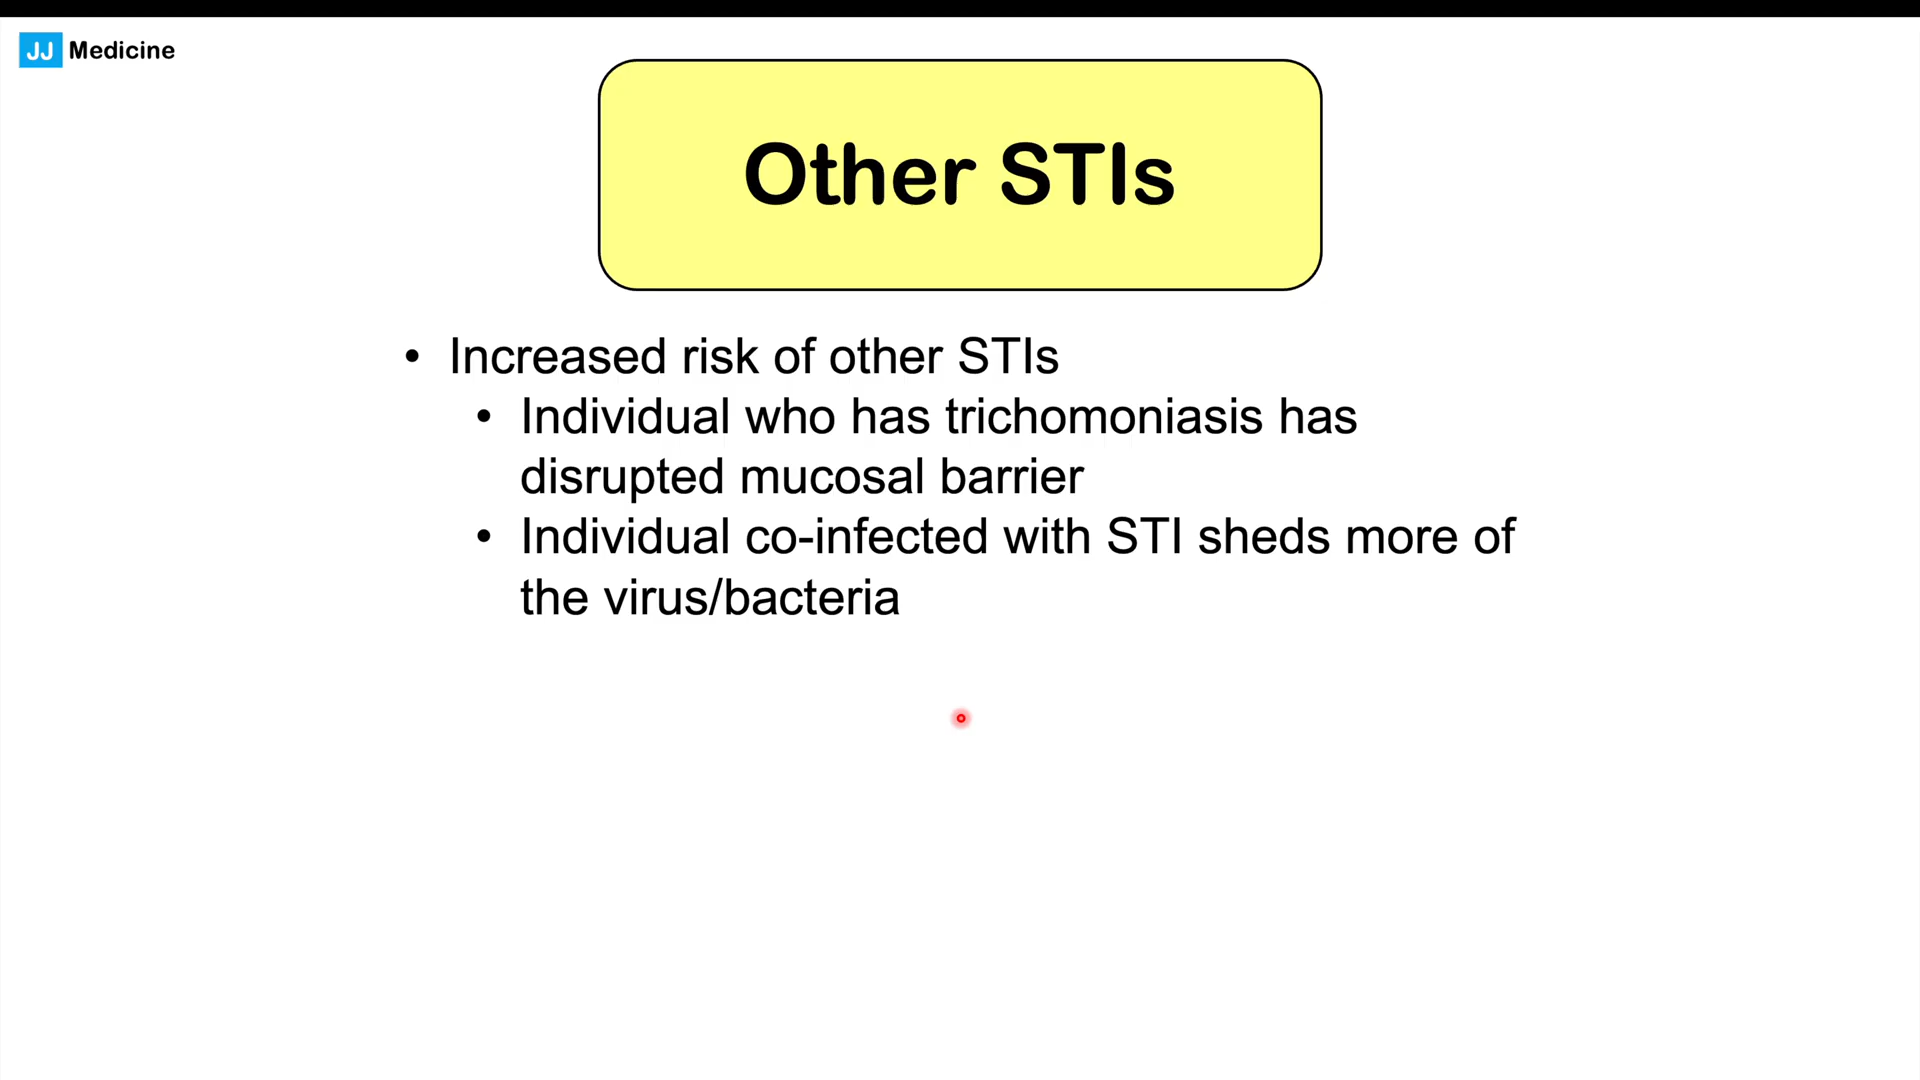 JJ Medicine
Other STIs
• Increased risk of other STIs
• Individual who has trichomoniasis has
disrupted mucosal barrier
• Individual co-infected with STI sheds more of
the virus/bacteria